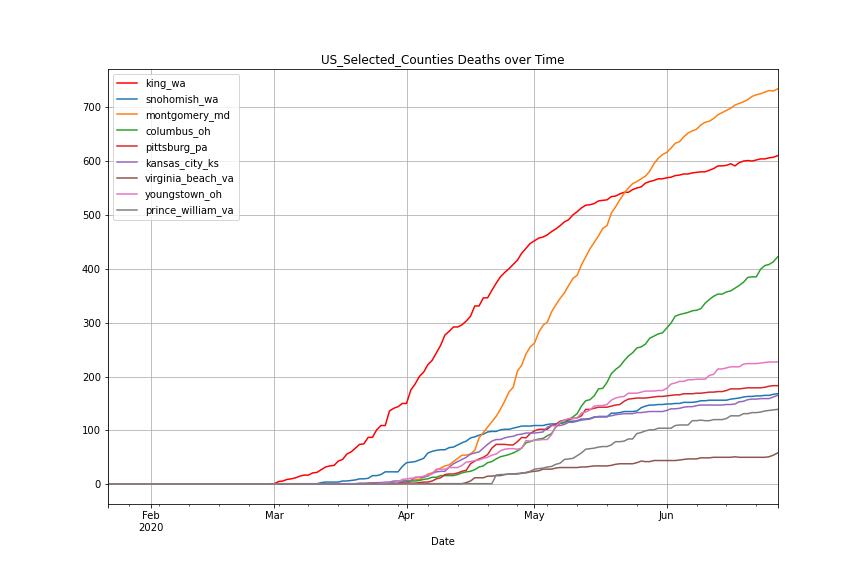 US_Selected_Counties Deaths over Time
king_wa
snohomish_wa
montgomery_md
columbus_oh
pittsburg_pa
kansas_city_ks
virginia_beach_va
youngstown_oh
prince_william_va
700
600
500
400
300
200
100
0
Feb Mar Apr May Jun
2020
Date